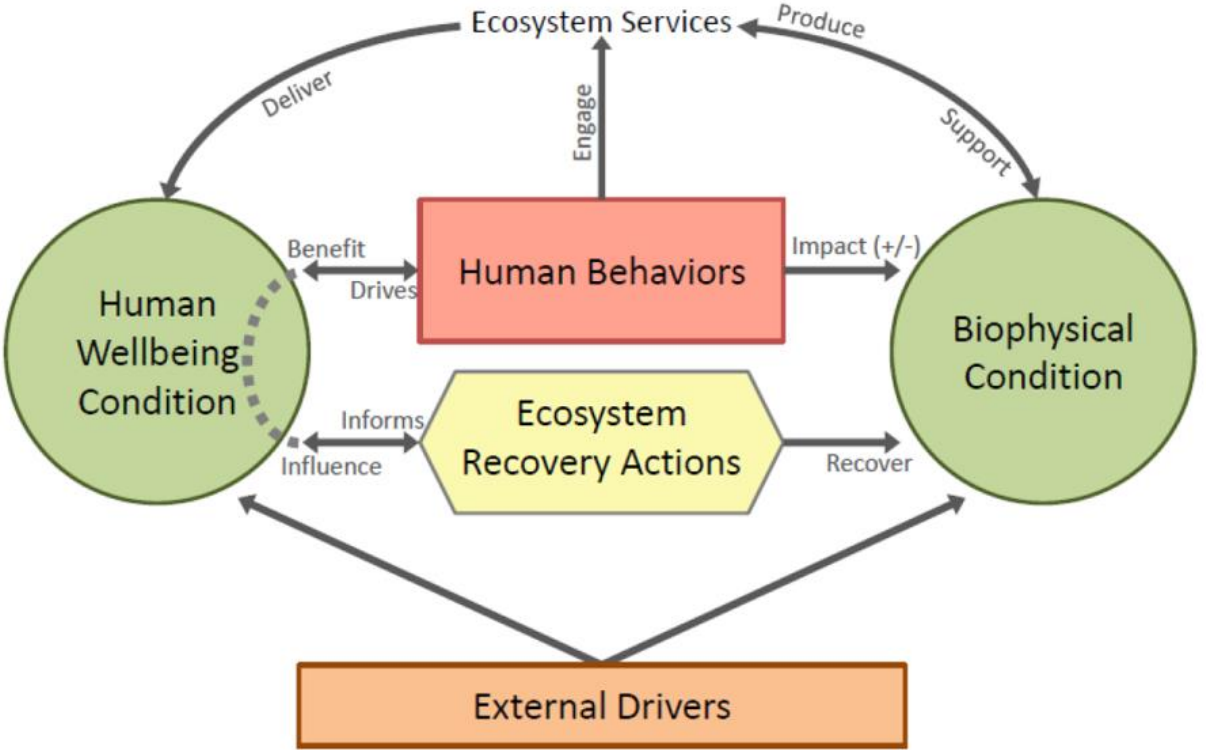 Ecosystem Services
Produce
Deliver
Engage
Support
Benefit
Drives
Human Behaviors
Impact (+/-)
Human
Wellbeing
Condition
Biophysical
Condition
Informs
Influence
Ecosystem
Recovery Actions
Recover
External Drivers